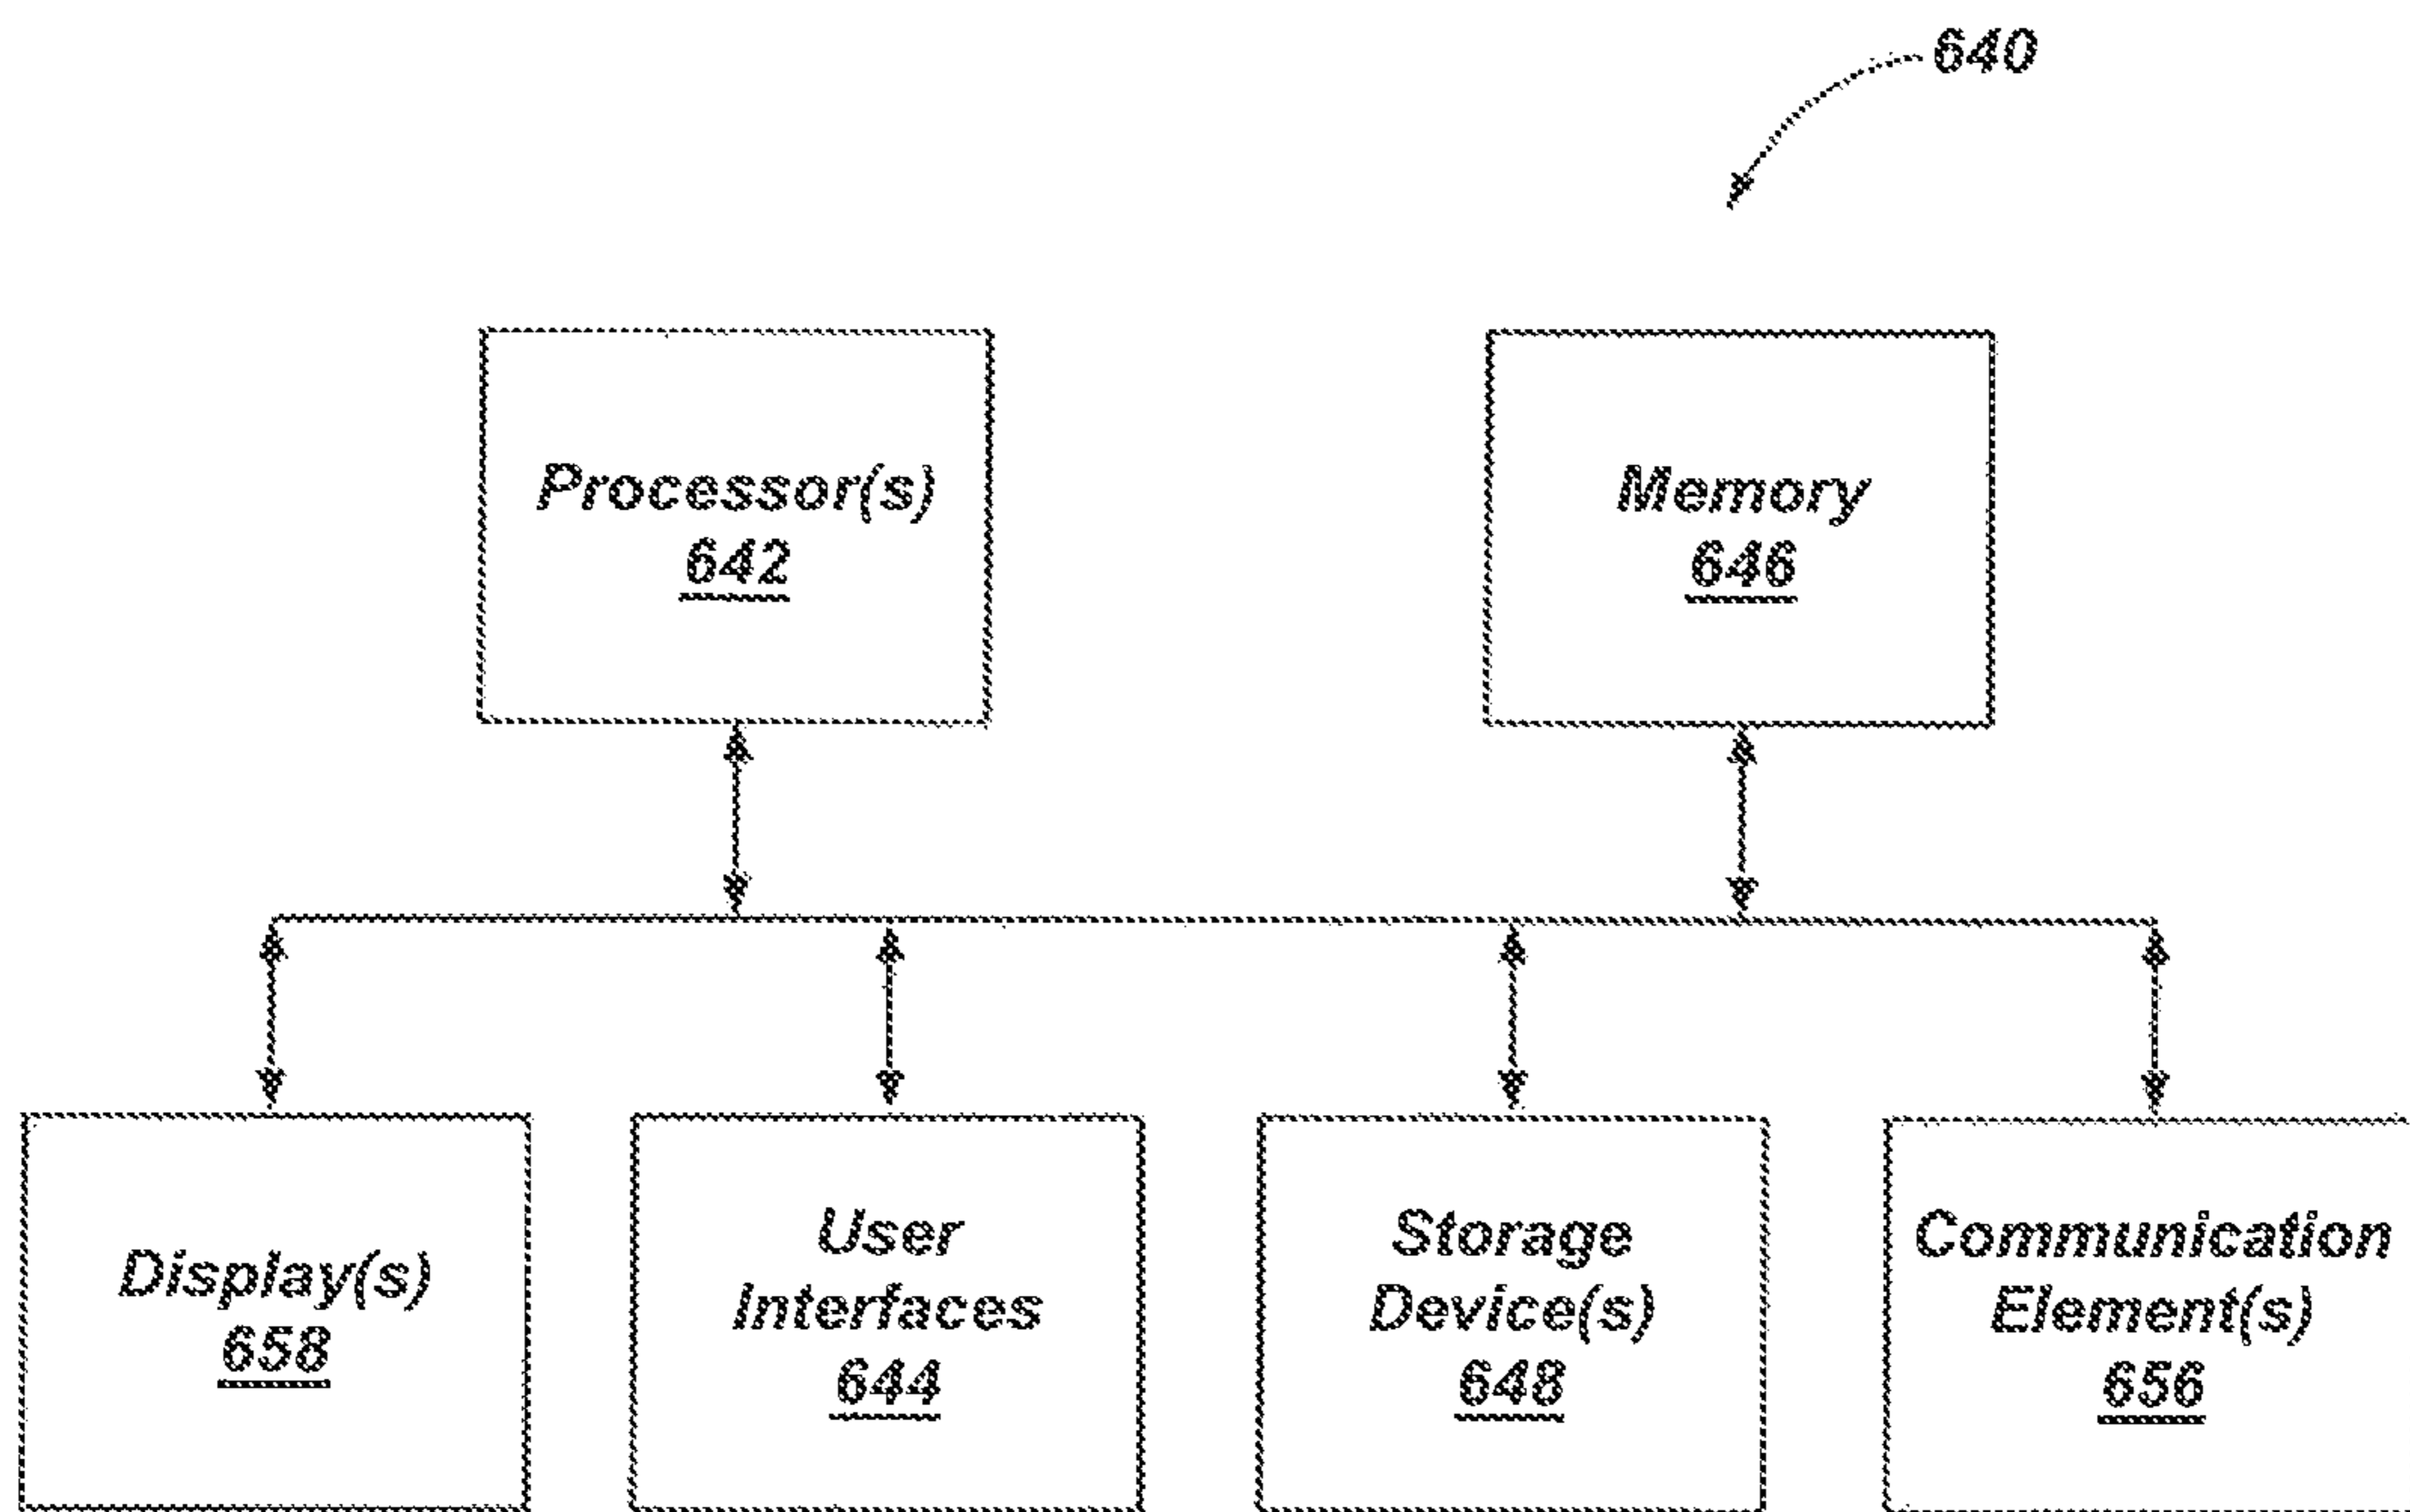 640
Processor(s)
642
Memory
646
Display(s)
658
User
Interfaces
644
Storage
Device(s)
648
Communication
Element(s)
656